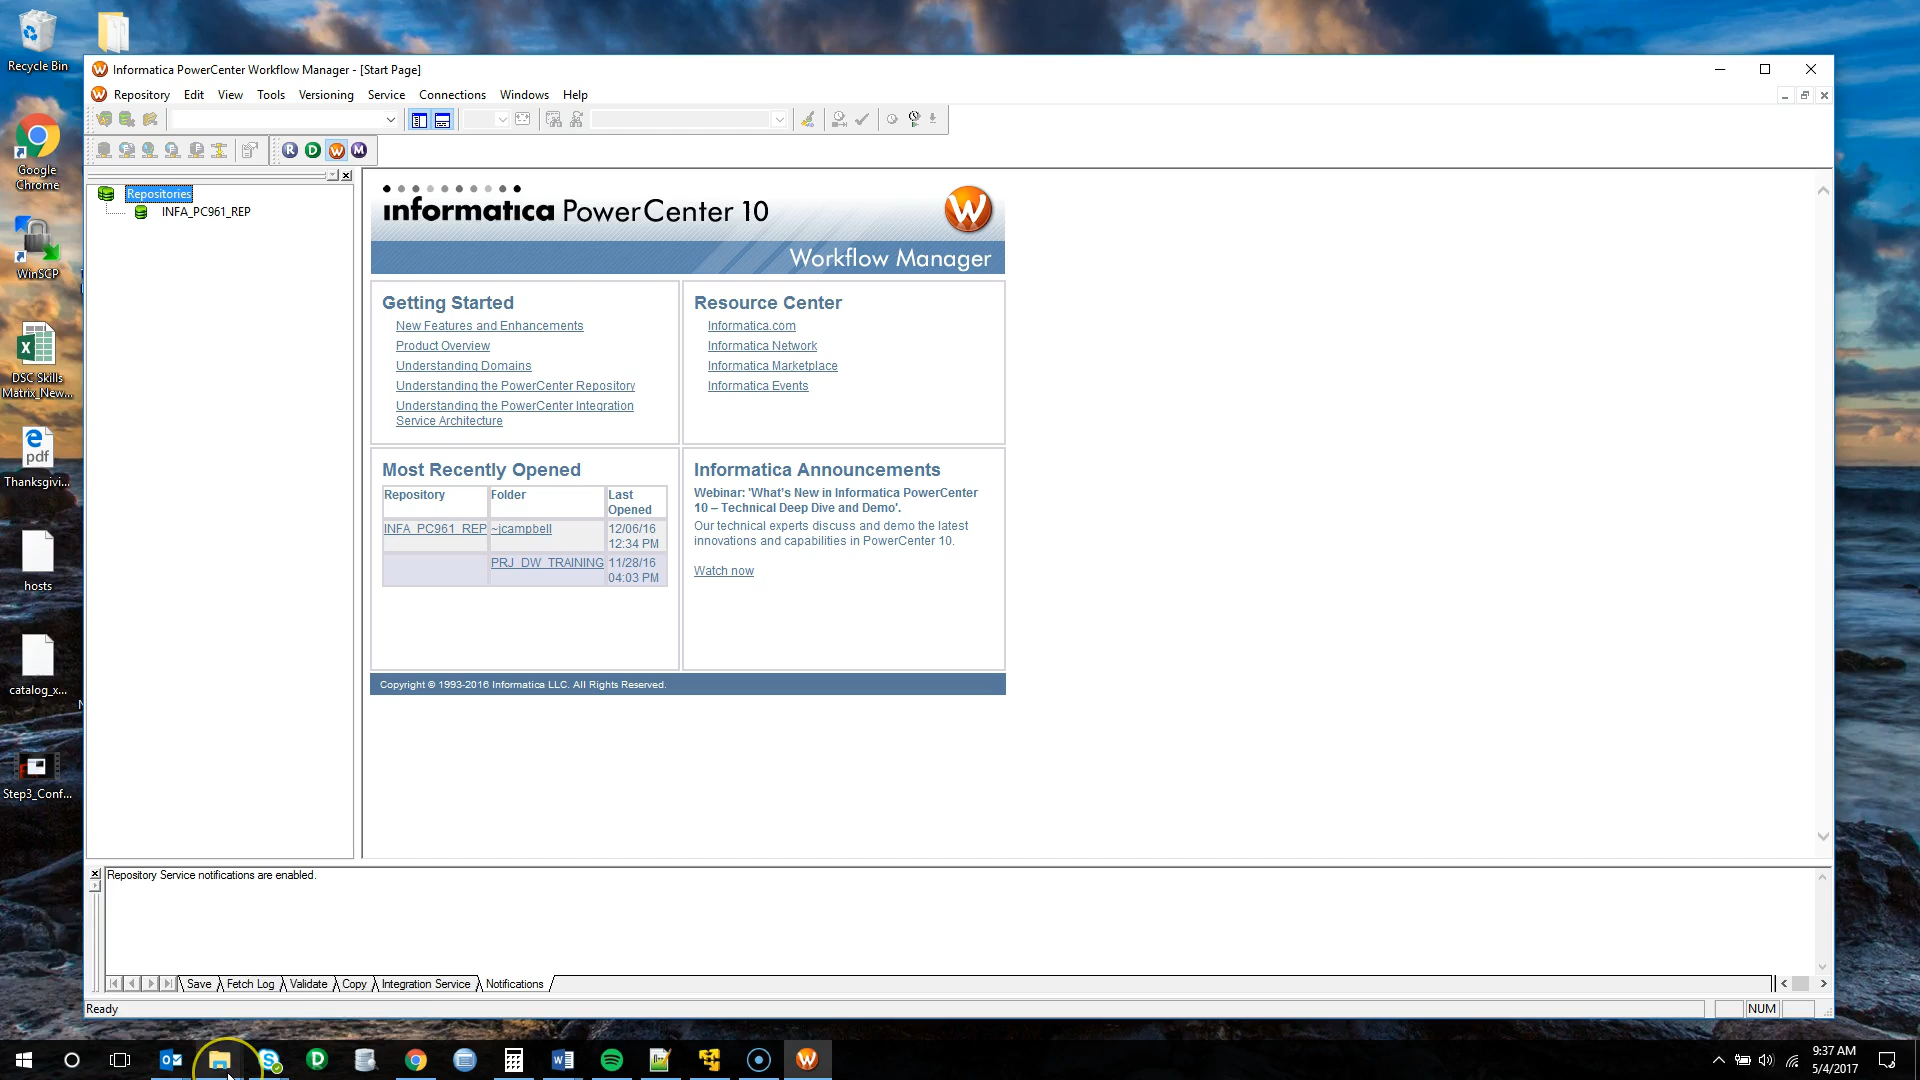 Recycle Bin
Google
Chrome
WinSCP
DSC Skills
Matrix_New...
pdf
Thanksgivi...
hosts
catalog_x...
Step3_Conf...
Informatica PowerCenter Workflow Manager - [Start Page]
Repository Edit View Tools Versioning Service Connections Windows Help
R D W M
Repositories
INFA_PC961_REP
informatica PowerCenter 10
W
Workflow Manager
Getting Started
New Features and Enhancements
Product Overview
Understanding Domains
Understanding the PowerCenter Repository
Understanding the PowerCenter Integration
Service Architecture
Resource Center
Informatica.com
Informatica Network
Informatica Marketplace
Informatica Events
Most Recently Opened
Repository Folder Last
Opened
INFA_PC961_REP ~jcampbell 12/06/16
12:34 PM
PRJ_DW_TRAINING 11/28/16
04:03 PM
Informatica Announcements
Webinar: 'What's New in Informatica PowerCenter
10 – Technical Deep Dive and Demo'.
Our technical experts discuss and demo the latest
innovations and capabilities in PowerCenter 10.
Watch now
Copyright © 1993-2016 Informatica LLC. All Rights Reserved.
Repository Service notifications are enabled.
Save Fetch Log Validate Copy Integration Service Notifications
Ready
NUM
9:37 AM
5/4/2017